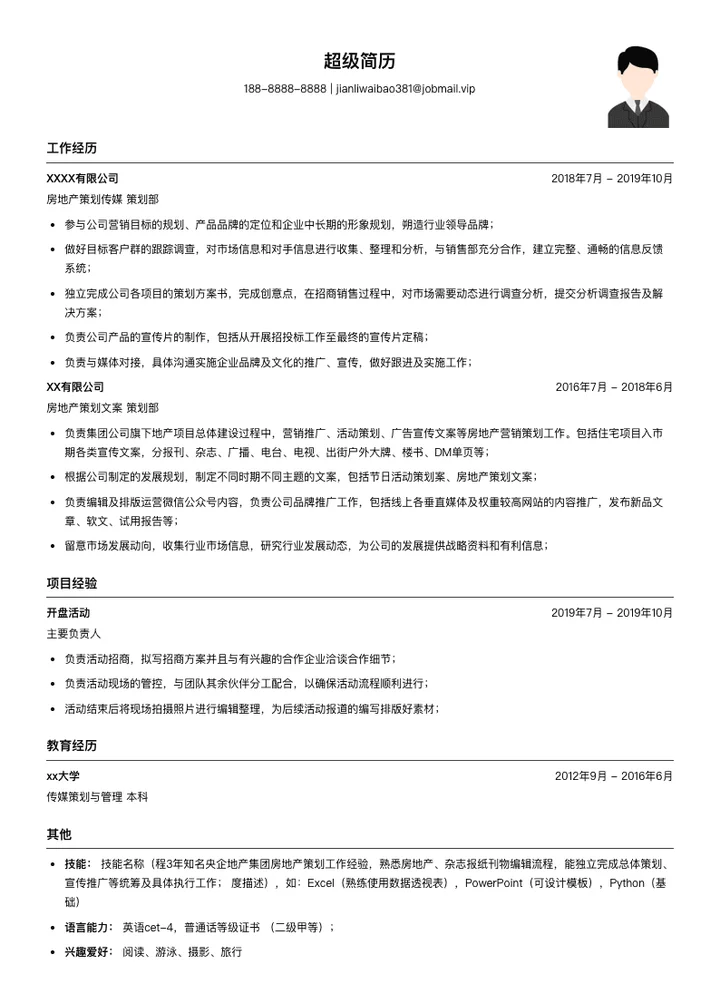 超级简历
188-8888-8888 | jianliwaibao381@jobmail.vip
工作经历
XXXX有限公司 2018年7月 – 2019年10月
房地产策划传媒 策划部
• 参与公司营销目标的规划、产品品牌的定位和企业中长期的形象规划，朔造行业领导品牌；
• 做好目标客户群的跟踪调查，对市场信息和对手信息进行收集、整理和分析，与销售部充分合作，建立完整、通畅的信息反馈
系统；
• 独立完成公司各项目的策划方案书，完成创意点，在招商销售过程中，对市场需要动态进行调查分析，提交分析调查报告及解
决方案；
• 负责公司产品的宣传片的制作，包括从开展招投标工作至最终的宣传片定稿；
• 负责与媒体对接，具体沟通实施企业品牌及文化的推广、宣传，做好跟进及实施工作；
XX有限公司 2016年7月 – 2018年6月
房地产策划文案 策划部
• 负责集团公司旗下地产项目总体建设过程中，营销推广、活动策划、广告宣传文案等房地产营销策划工作。包括住宅项目入市
期各类宣传文案，分报刊、杂志、广播、电台、电视、出街户外大牌、楼书、DM单页等；
• 根据公司制定的发展规划，制定不同时期不同主题的文案，包括节日活动策划案、房地产策划文案；
• 负责编辑及排版运营微信公众号内容，负责公司品牌推广工作，包括线上各垂直媒体及权重较高网站的内容推广，发布新品文
章、软文、试用报告等；
• 留意市场发展动向，收集行业市场信息，研究行业发展动态，为公司的发展提供战略资料和有利信息；
项目经验
开盘活动 2019年7月 – 2019年10月
主要负责人
• 负责活动招商，拟写招商方案并且与有兴趣的合作企业洽谈合作细节；
• 负责活动现场的管控，与团队其余伙伴分工配合，以确保活动流程顺利进行；
• 活动结束后将现场拍摄照片进行编辑整理，为后续活动报道的编写排版好素材；
教育经历
xx大学 2012年9月 – 2016年6月
传媒策划与管理 本科
其他
• 技能： 技能名称（程3年知名央企地产集团房地产策划工作经验，熟悉房地产、杂志报纸刊物编辑流程，能独立完成总体策划、
宣传推广等统筹及具体执行工作； 度描述），如：Excel（熟练使用数据透视表），PowerPoint（可设计模板），Python（基
础）
• 语言能力： 英语cet-4，普通话等级证书 （二级甲等）；
• 兴趣爱好： 阅读、游泳、摄影、旅行